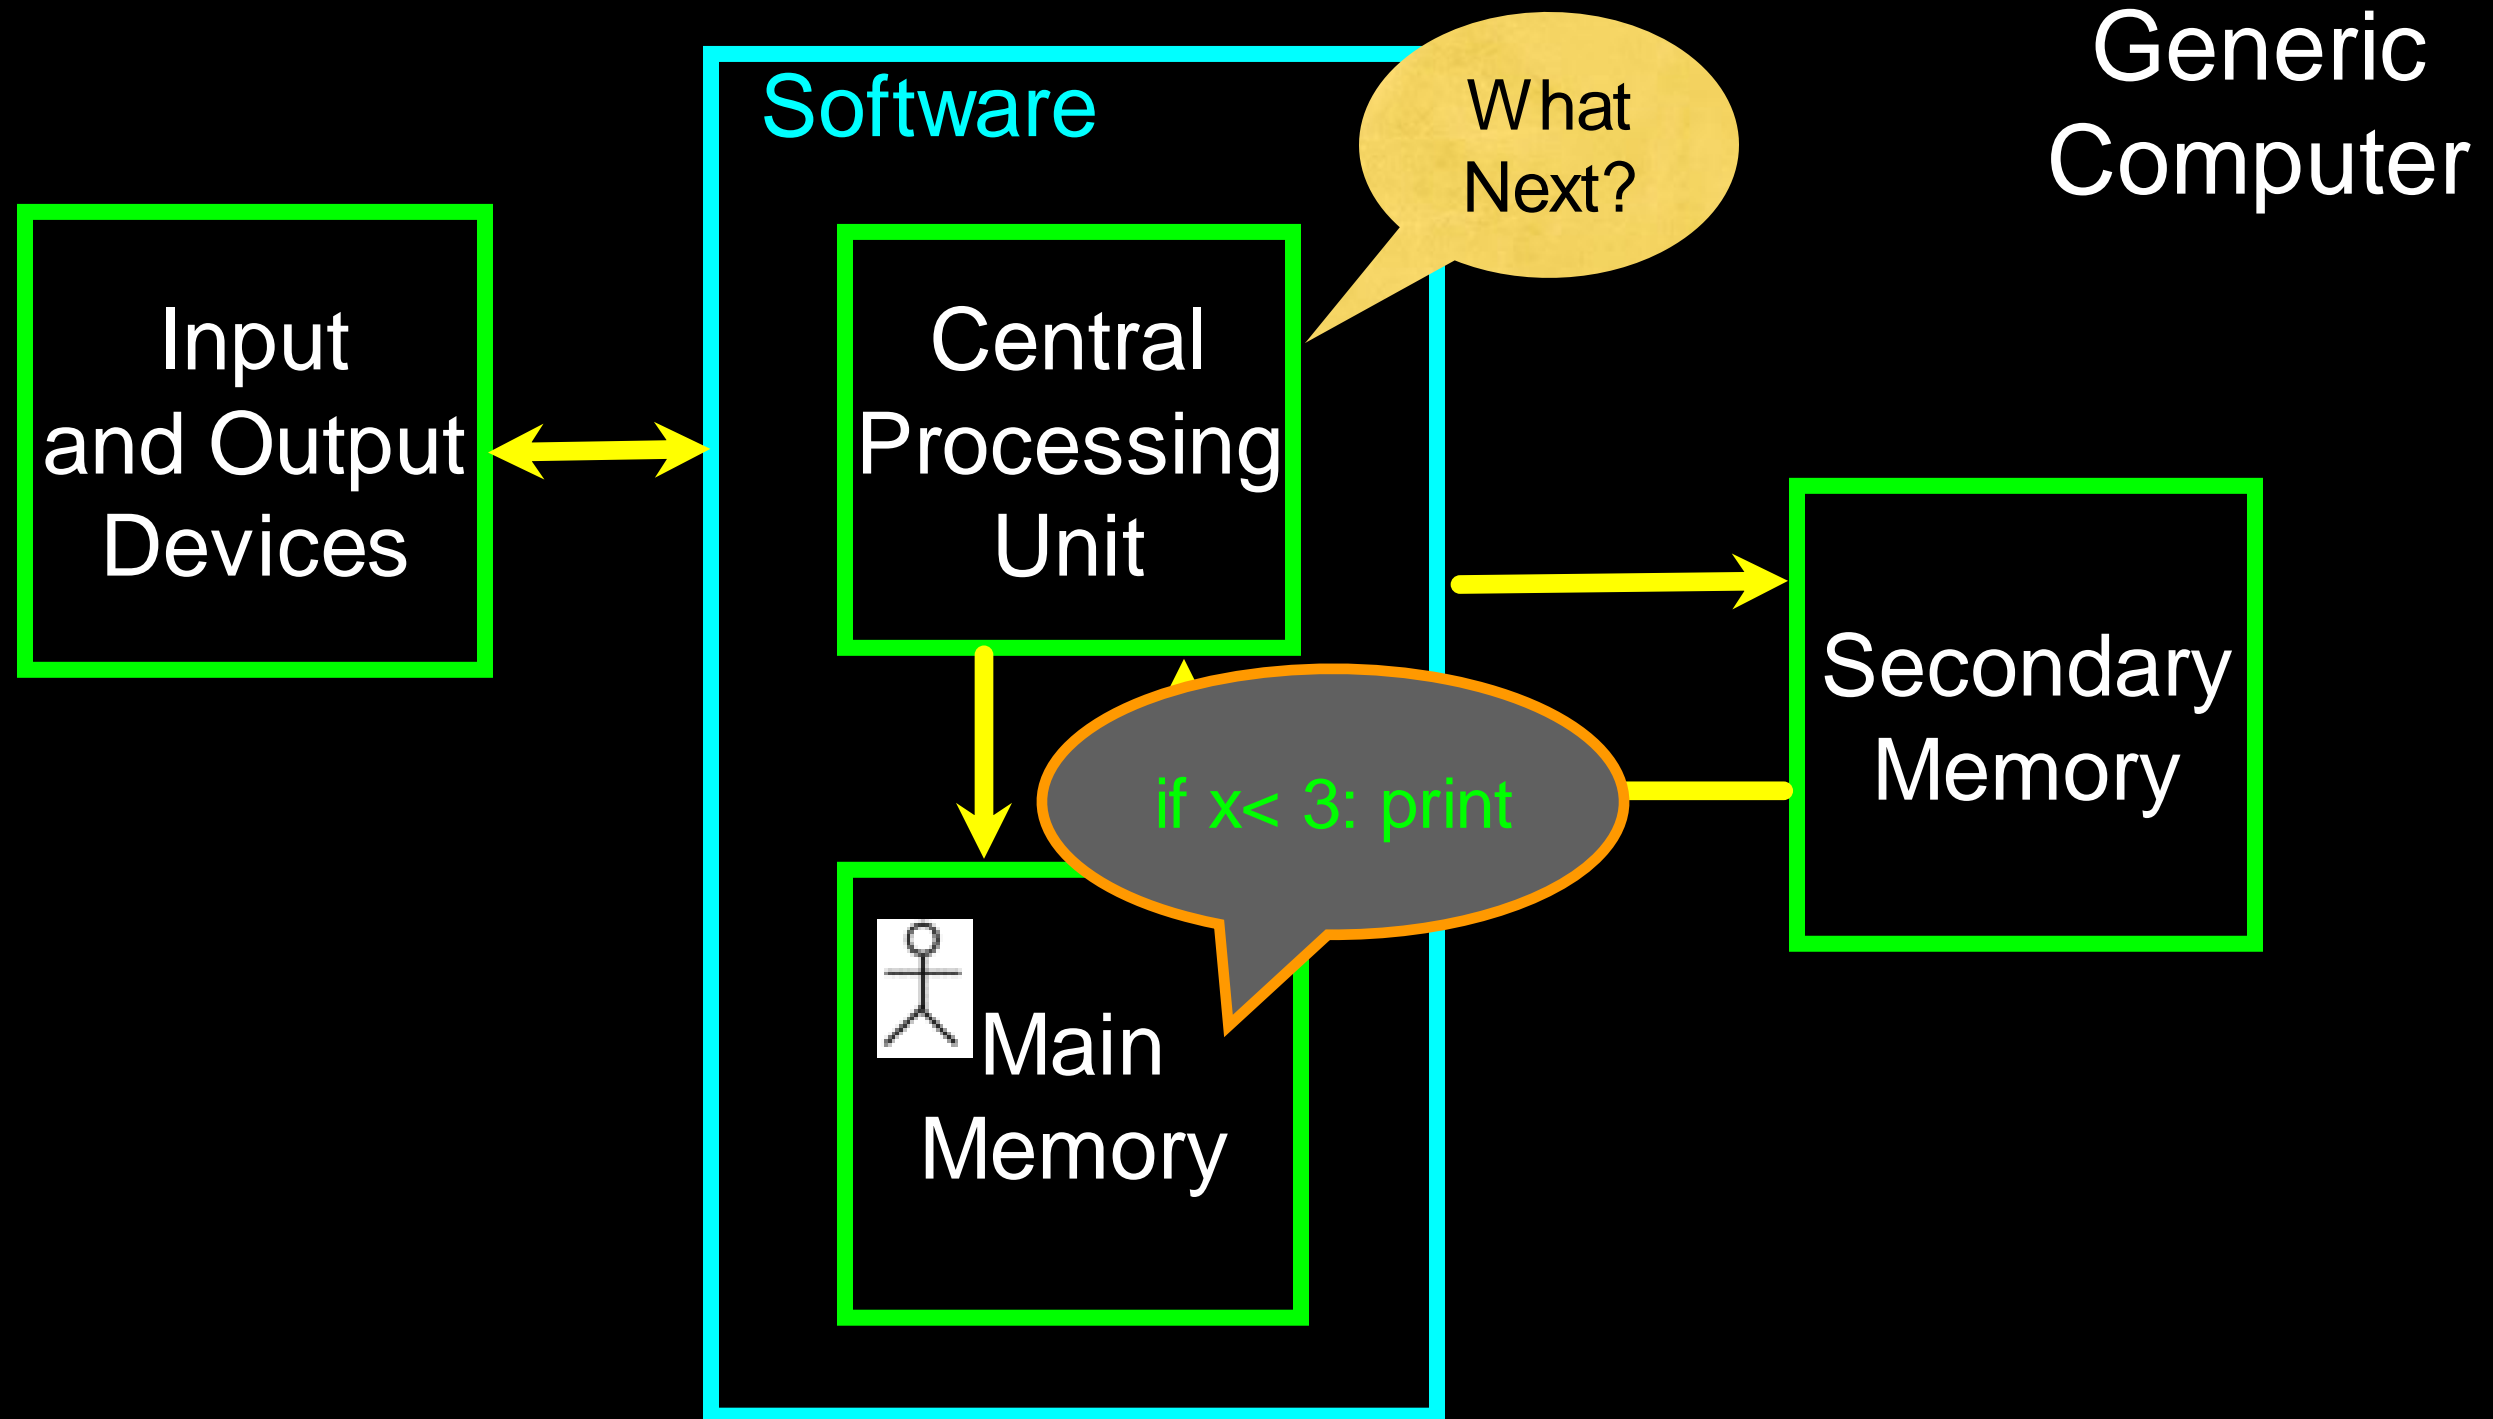 Generic
Computer
Software
What
Next?
Input
and Output
Devices
Central
Processing
Unit
Secondary
Memory
if x< 3: print
Main
Memory